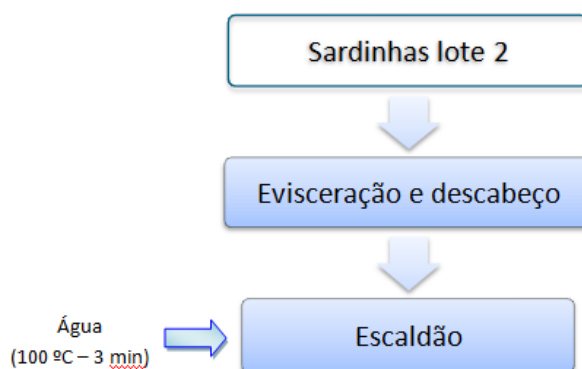 Sardinhas lote 2
Evisceração e descabeço
Escaldão
Água
(100 ºC – 3 min)